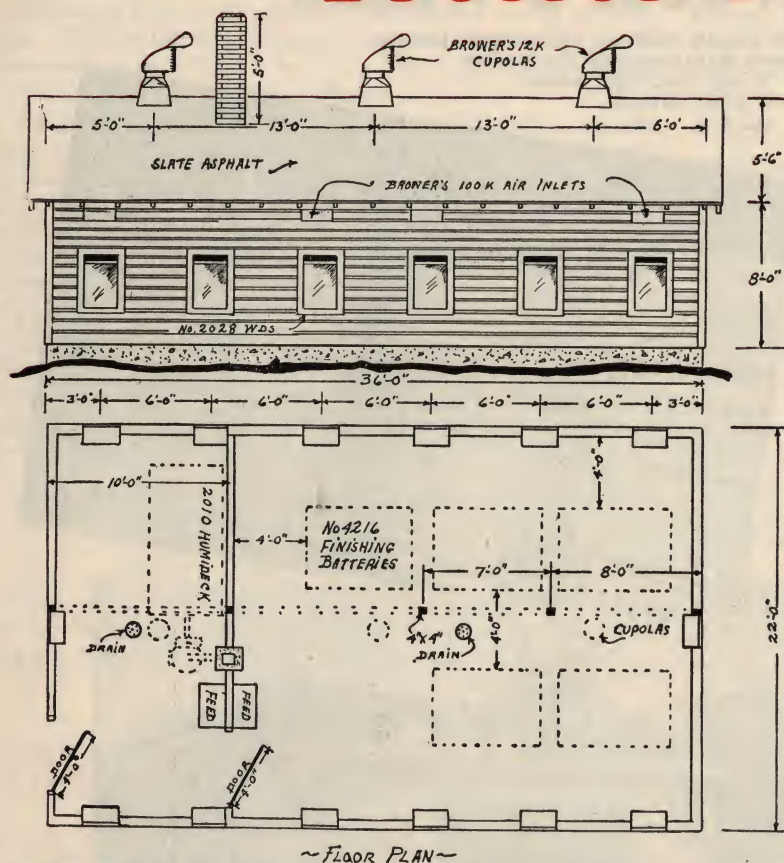 BROWER'S 12K
CUPOLAS
5'-0"
5'-0"
13'-0"
13'-0"
6'-0'
5'-6"
SLATE ASPHALT
BROWER'S 100K AIR INLETS
8'-0"
No. 2028 WDS
36'-0"
3'-0"
6'-0"
6'-0"
6'-0"
6'-0"
6'-0"
3'-0"
10'-0"
2010 HUMIDECK
4'-0"
4'-0"
No 4216
FINISHING
BATTERIES
7'-0"
8'-0"
22'-0"
4'-0"
4"X4"
DRAIN
DRAIN
CUPOLAS
FEED
FEED
DOOR
4'-0"
DOOR
4'-0"
~FLOOR PLAN~